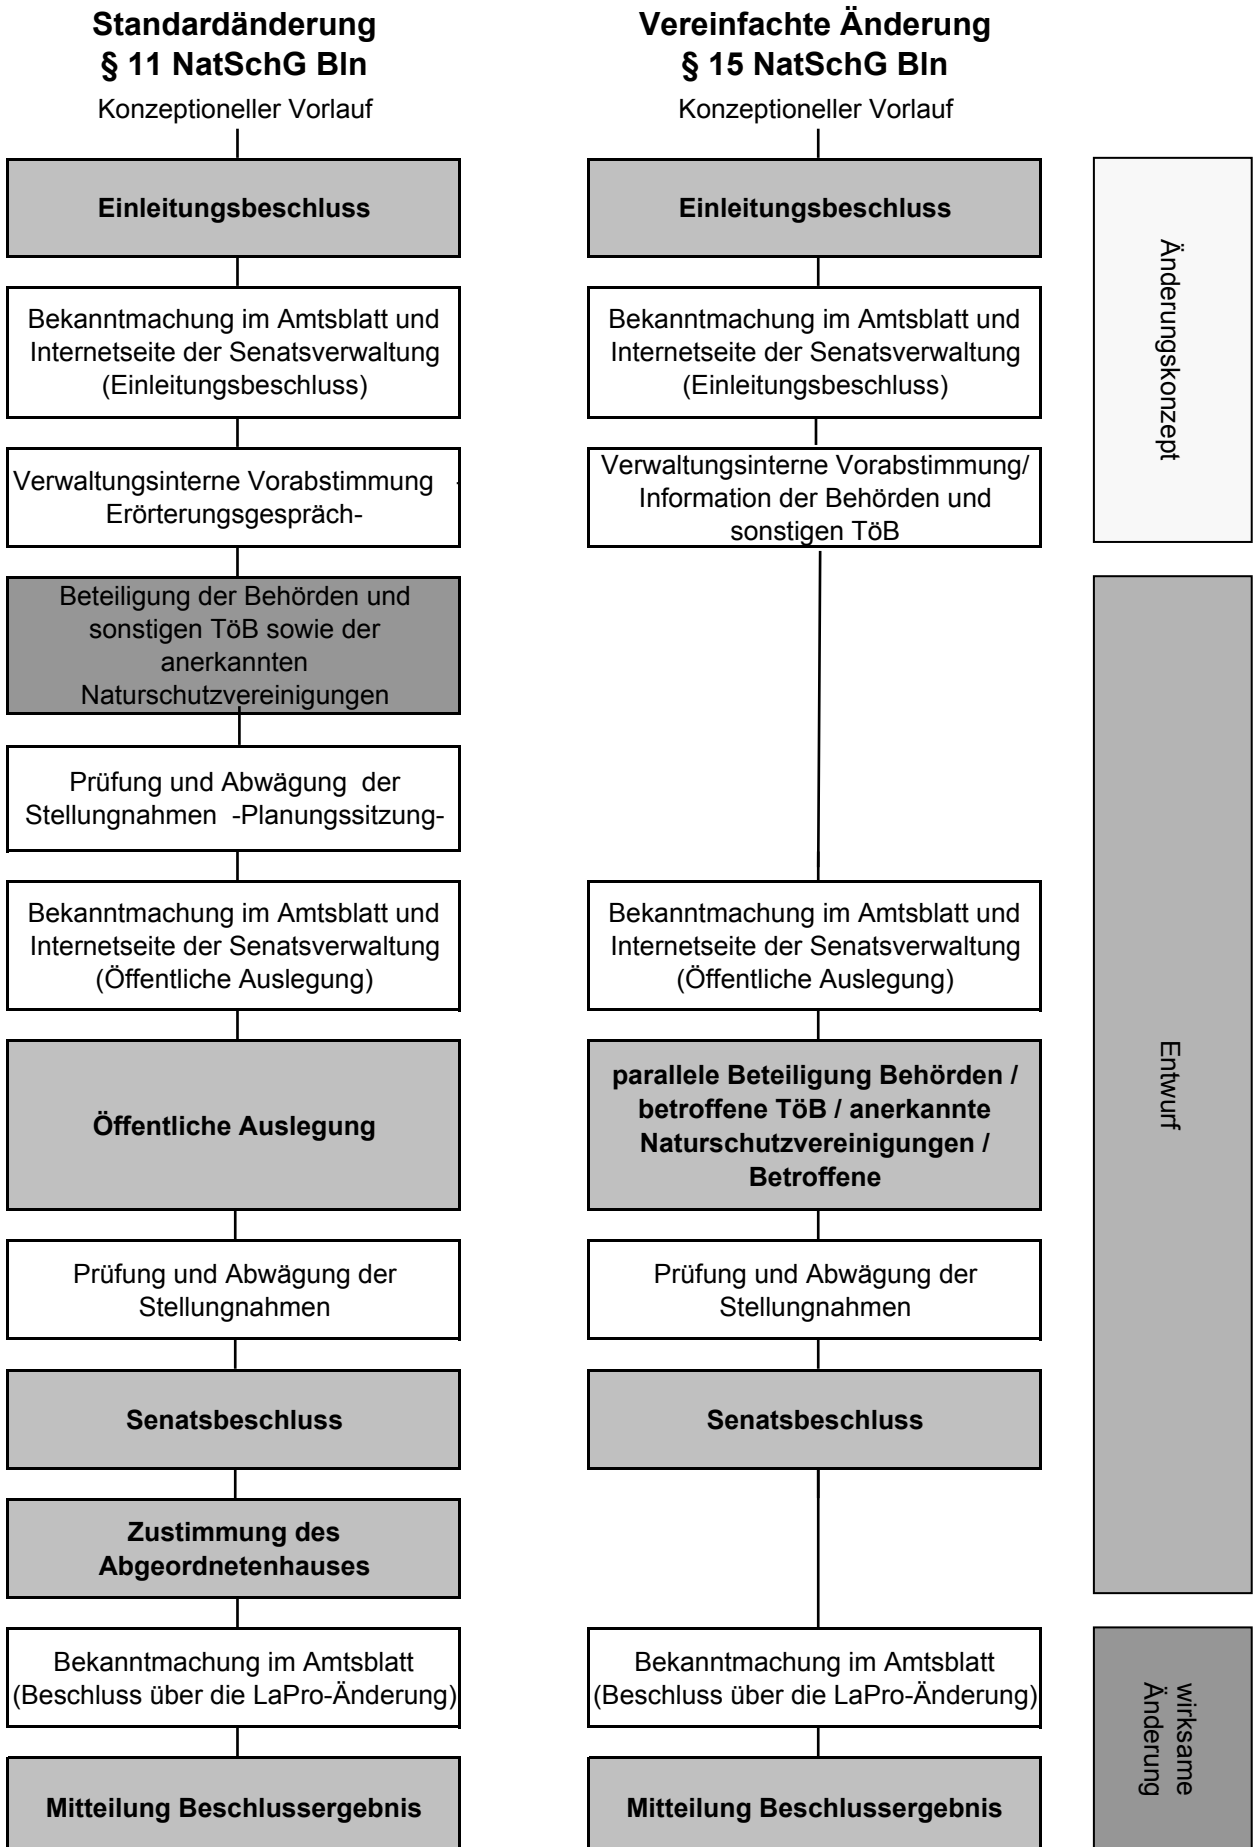 Standardänderung
§ 11 NatSchG Bln
Konzeptioneller Vorlauf
Einleitungsbeschluss
Bekanntmachung im Amtsblatt und
Internetseite der Senatsverwaltung
(Einleitungsbeschluss)
Verwaltungsinterne Vorabstimmung -
Erörterungsgespräch-
Beteiligung der Behörden und
sonstigen TöB sowie der
anerkannten
Naturschutzvereinigungen
Prüfung und Abwägung der
Stellungnahmen -Planungssitzung-
Bekanntmachung im Amtsblatt und
Internetseite der Senatsverwaltung
(Öffentliche Auslegung)
Öffentliche Auslegung
Prüfung und Abwägung der
Stellungnahmen
Senatsbeschluss
Zustimmung des
Abgeordnetenhauses
Bekanntmachung im Amtsblatt
(Beschluss über die LaPro-Änderung)
Mitteilung Beschlussergebnis
Vereinfachte Änderung
§ 15 NatSchG Bln
Konzeptioneller Vorlauf
Einleitungsbeschluss
Bekanntmachung im Amtsblatt und
Internetseite der Senatsverwaltung
(Einleitungsbeschluss)
Verwaltungsinterne Vorabstimmung/
Information der Behörden und
sonstigen TöB
Bekanntmachung im Amtsblatt und
Internetseite der Senatsverwaltung
(Öffentliche Auslegung)
parallele Beteiligung Behörden /
betroffene TöB / anerkannte
Naturschutzvereinigungen /
Betroffene
Prüfung und Abwägung der
Stellungnahmen
Senatsbeschluss
Bekanntmachung im Amtsblatt
(Beschluss über die LaPro-Änderung)
Mitteilung Beschlussergebnis
Änderungskonzept
Entwurf
wirksame
Änderung